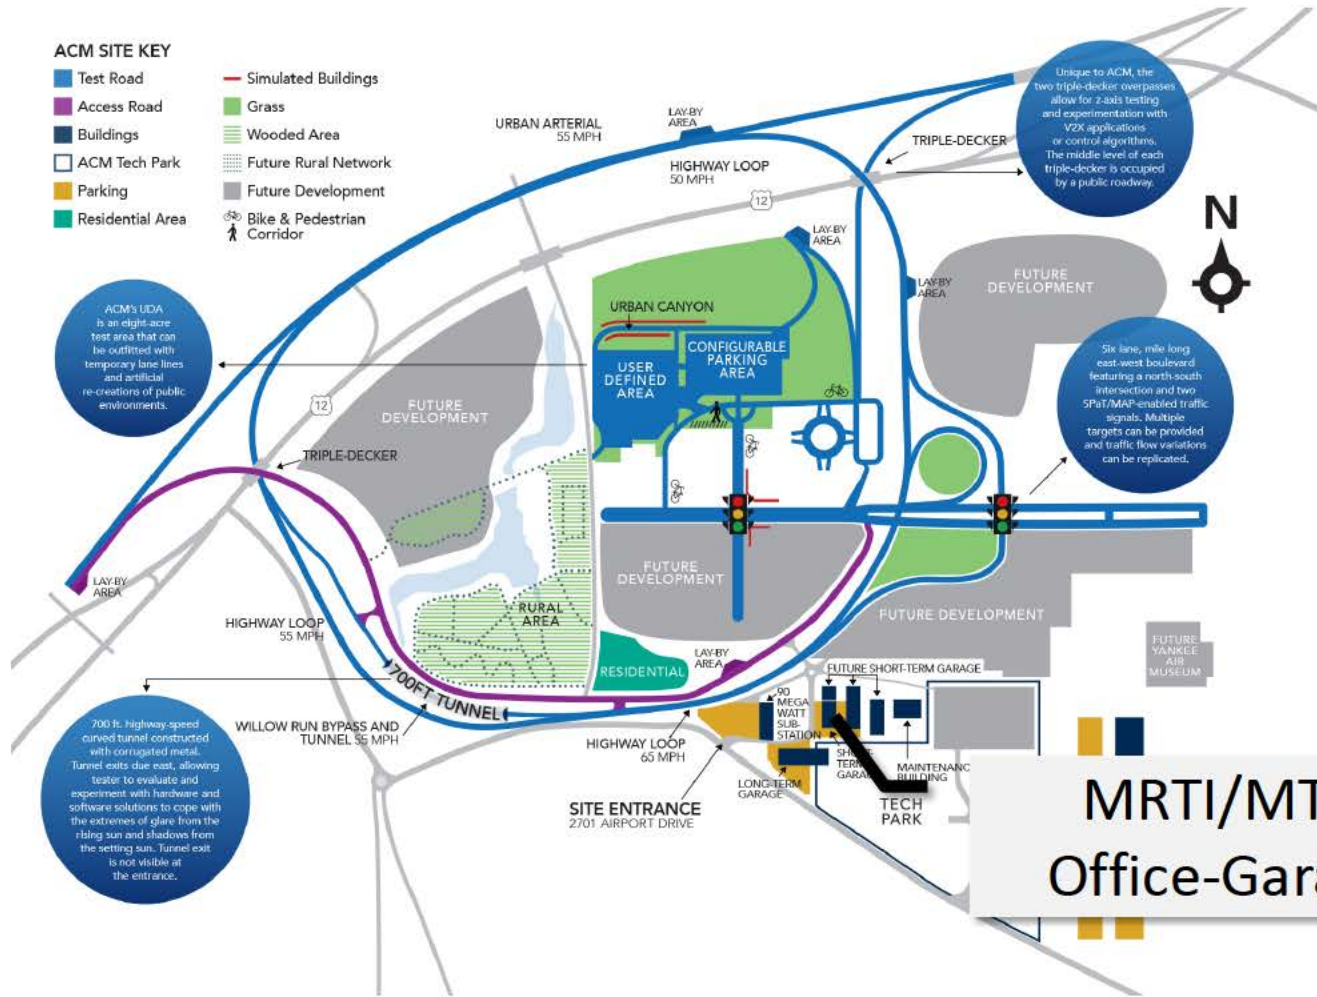 ACM SITE KEY
Test Road
Access Road
Buildings
ACM Tech Park
Parking
Residential Area
Simulated Buildings
Grass
Wooded Area
Future Rural Network
Future Development
Bike & Pedestrian
Corridor
URBAN ARTERIAL
55 MPH
LAY-BY
AREA
HIGHWAY LOOP
50 MPH
TRIPLE-DECKER
Unique to ACM, the
two triple-decker overpasses
allow for z-axis testing
and experimentation with
V2X applications
or control algorithms.
The middle level of each
triple-decker is occupied
by a public roadway.
12
N
LAY-BY
AREA
LAY-BY
AREA
FUTURE
DEVELOPMENT
ACM's UDA
is an eight-acre
test area that can
be outfitted with
temporary lane lines
and artificial
re-creations of public
environments.
URBAN CANYON
CONFIGURABLE
PARKING
AREA
USER
DEFINED
AREA
Six lane, mile long
east-west boulevard
featuring a north-south
intersection and two
SPaT/MAP-enabled traffic
signals. Multiple
targets can be provided
and traffic flow variations
can be replicated.
12
FUTURE
DEVELOPMENT
TRIPLE-DECKER
LAY-BY
AREA
FUTURE
DEVELOPMENT
RURAL
AREA
FUTURE DEVELOPMENT
HIGHWAY LOOP
55 MPH
FUTURE
YANKEE
AIR
MUSEUM
RESIDENTIAL
LAY-BY
AREA
FUTURE SHORT-TERM GARAGE
700FT TUNNEL
90
MEGA
WATT
SUB-
STATION
WILLOW RUN BYPASS AND
TUNNEL 55 MPH
HIGHWAY LOOP
65 MPH
700 ft. highway-speed
curved tunnel constructed
with corrugated metal.
Tunnel exits due east, allowing
tester to evaluate and
experiment with hardware and
software solutions to cope with
the extremes of glare from the
rising sun and shadows from
the setting sun. Tunnel exit
is not visible at
the entrance.
LONG-TERM
GARAGE
MAINTENANC
BUILDING
SITE ENTRANCE
2701 AIRPORT DRIVE
TECH
PARK
MRTI/MT
Office-Gar